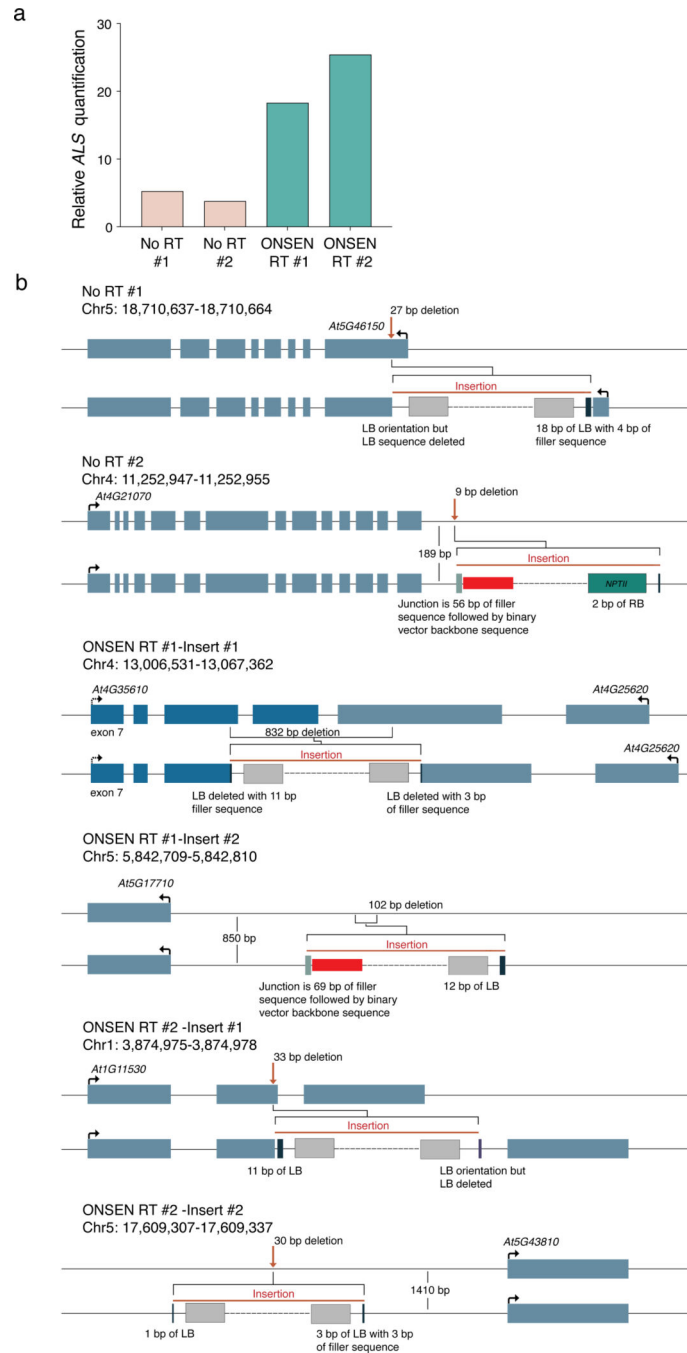 a
Relative ALS quantification
30
20
10
0
No RT
#1
No RT
#2
ONSEN
RT #1
ONSEN
RT #2
b
No RT #1
Chr5: 18,710,637-18,710,664
27 bp deletion
At5G46150
Insertion
LB orientation but
LB sequence deleted
18 bp of LB with 4 bp of
filler sequence
No RT #2
Chr4: 11,252,947-11,252,955
At4G21070
9 bp deletion
189 bp
Insertion
NPTII
Junction is 56 bp of filler
sequence followed by binary
vector backbone sequence
2 bp of RB
ONSEN RT #1-Insert #1
Chr4: 13,006,531-13,067,362
At4G35610
At4G25620
exon 7
832 bp deletion
Insertion
At4G25620
exon 7
LB deleted with 11 bp
filler sequence
LB deleted with 3 bp
of filler sequence
ONSEN RT #1-Insert #2
Chr5: 5,842,709-5,842,810
At5G17710
102 bp deletion
850 bp
Insertion
Junction is 69 bp of filler
sequence followed by binary
vector backbone sequence
12 bp of LB
ONSEN RT #2 -Insert #1
Chr1: 3,874,975-3,874,978
33 bp deletion
At1G11530
Insertion
11 bp of LB
LB orientation but
LB deleted
ONSEN RT #2 -Insert #2
Chr5: 17,609,307-17,609,337
30 bp deletion
At5G43810
1410 bp
Insertion
1 bp of LB
3 bp of LB with 3 bp
of filler sequence